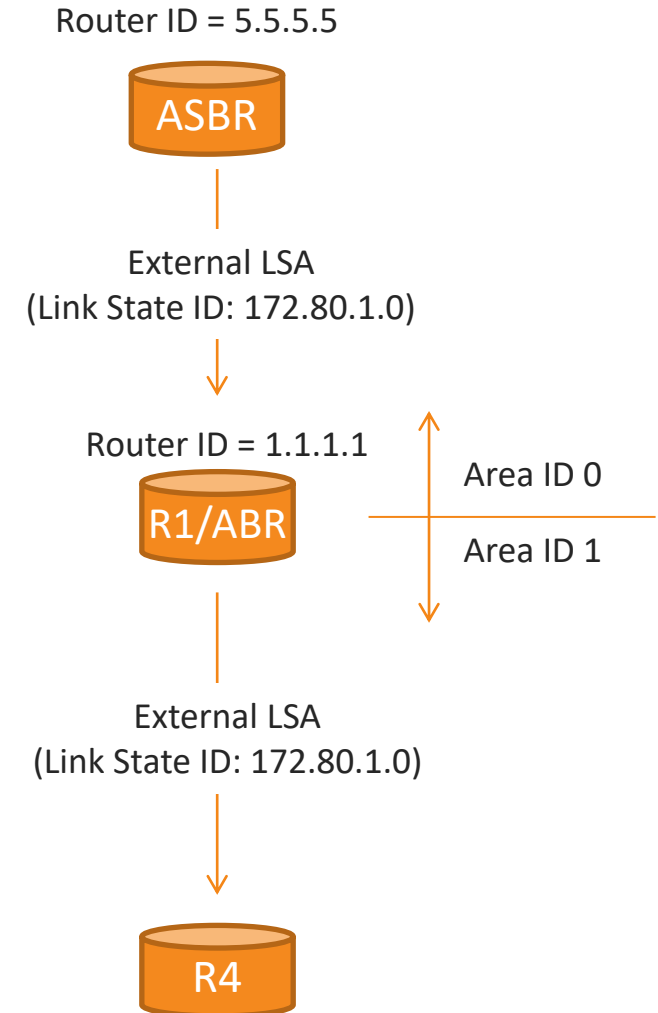 Router ID = 5.5.5.5
ASBR
External LSA
(Link State ID: 172.80.1.0)
Router ID = 1.1.1.1
R1/ABR
Area ID 0
Area ID 1
External LSA
(Link State ID: 172.80.1.0)
R4